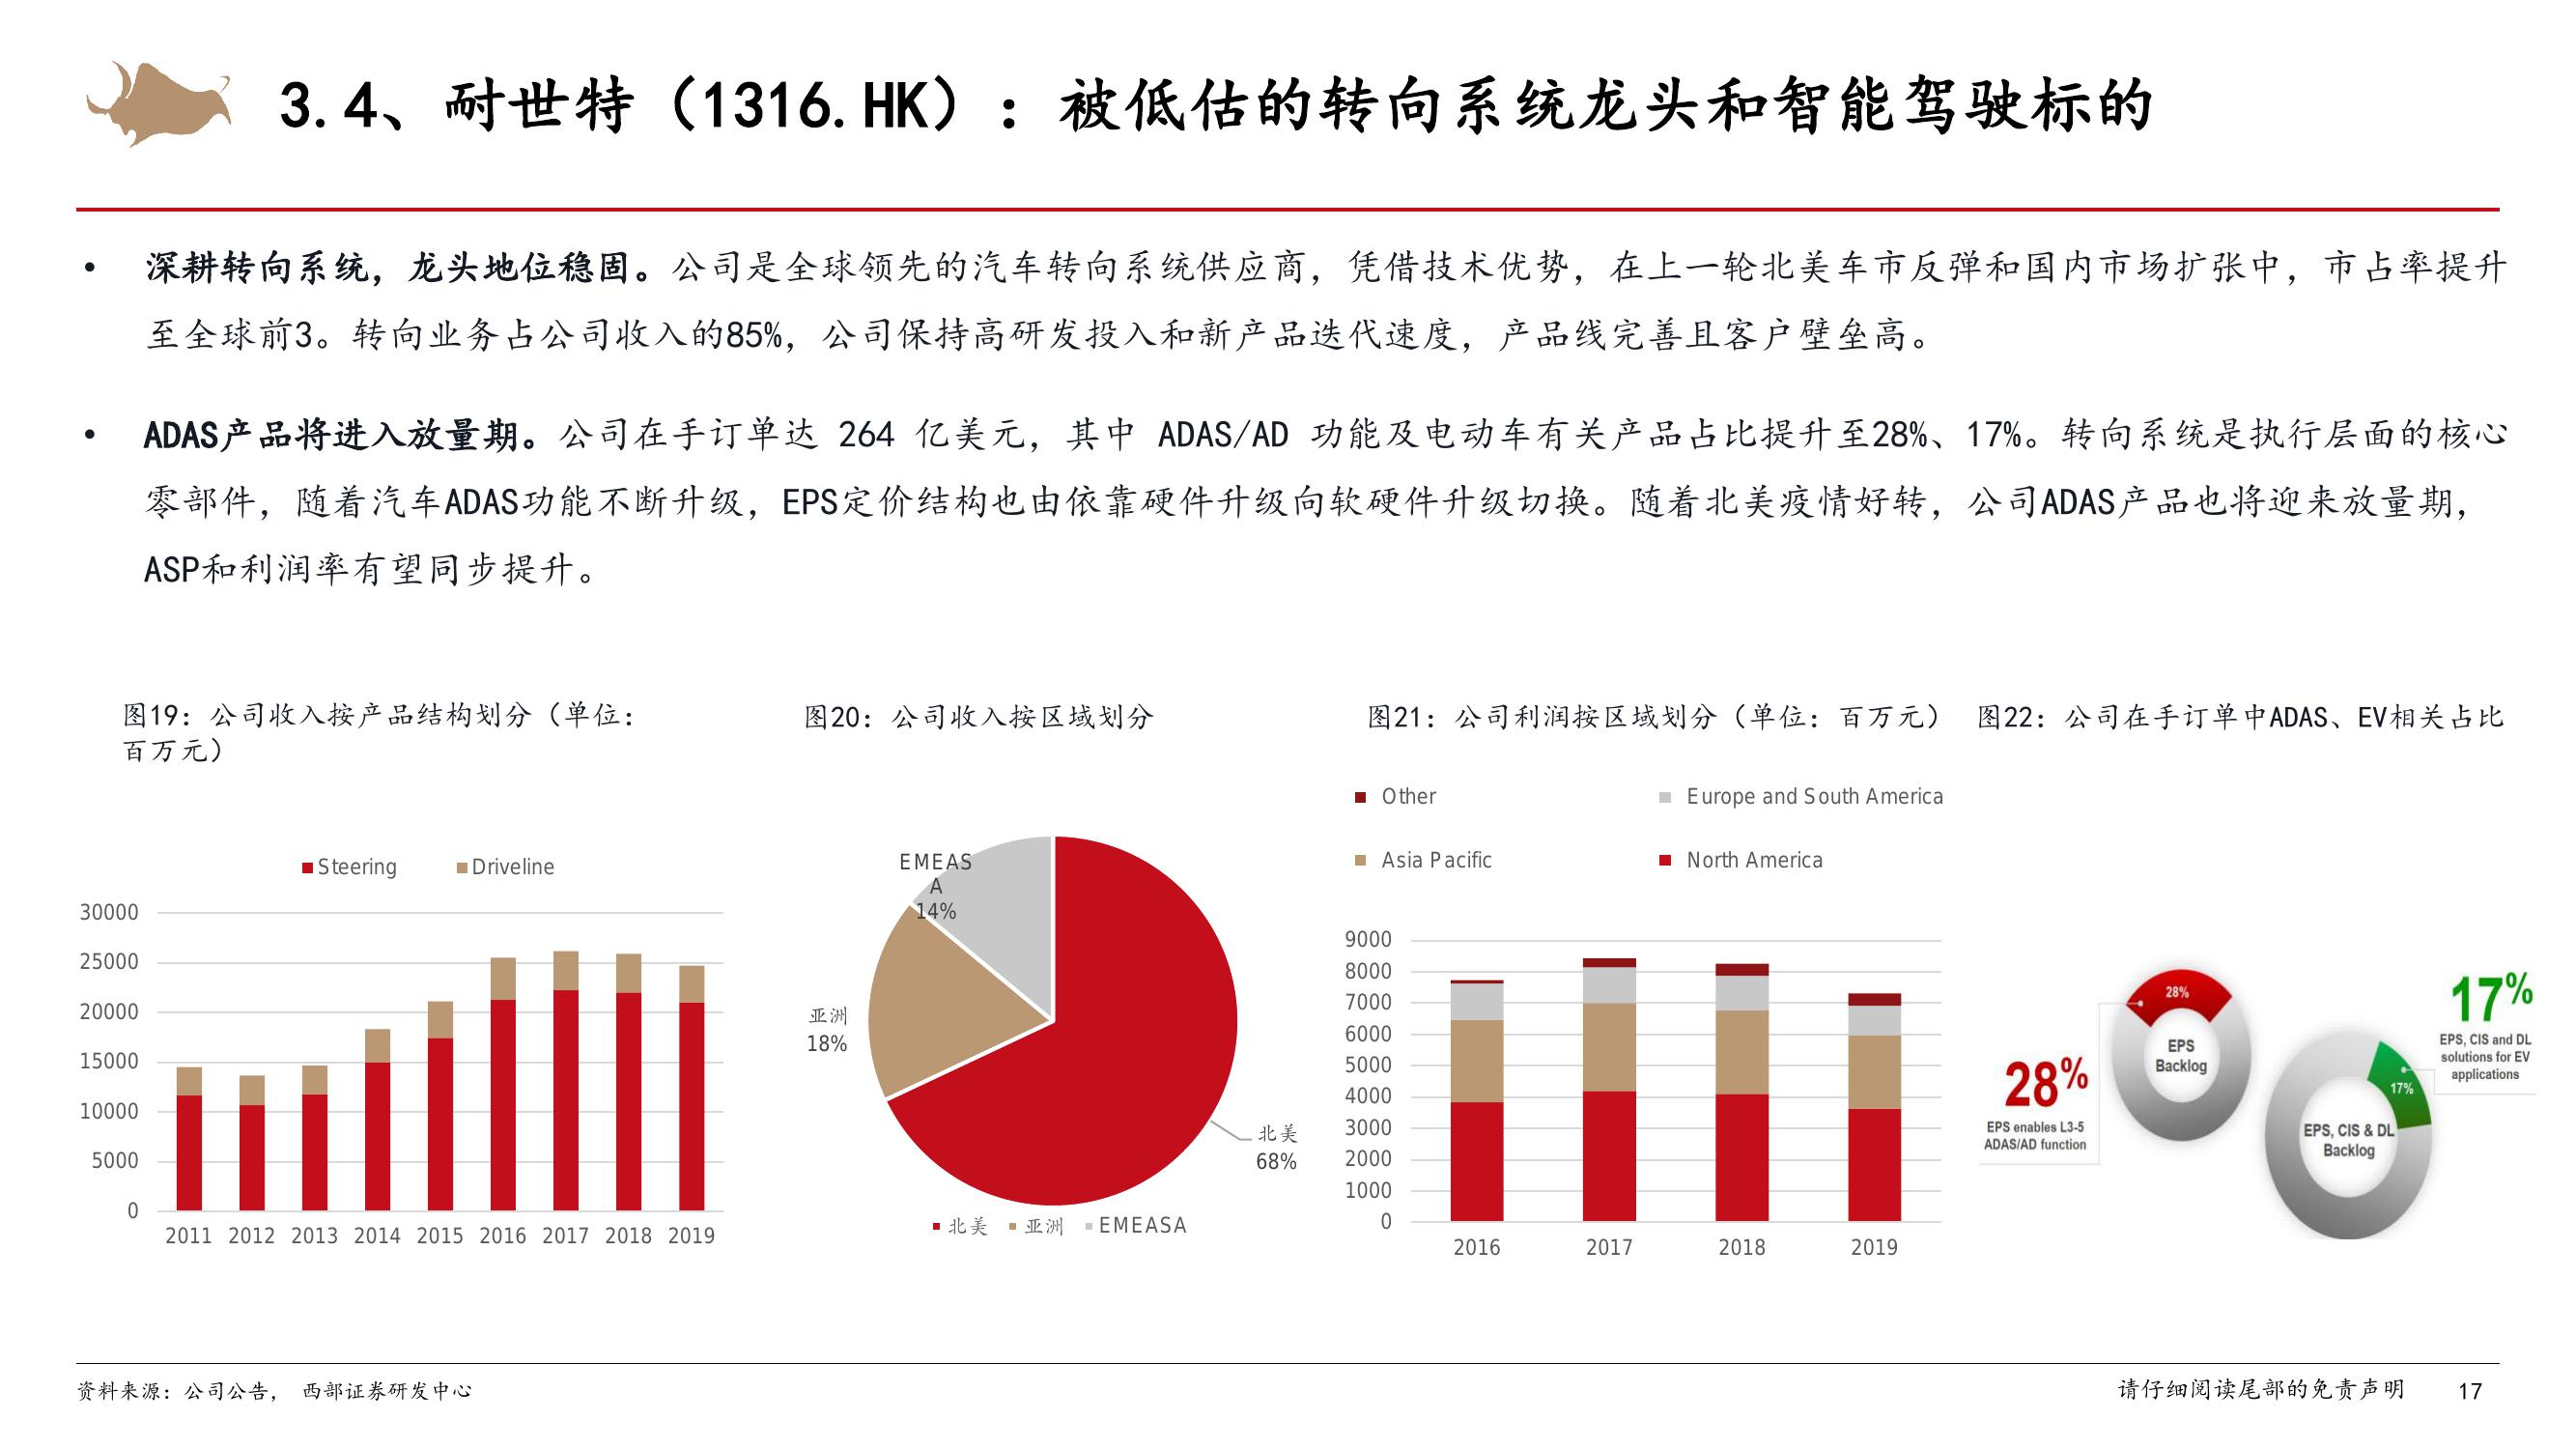 3.4、耐世特（1316.HK）：被低估的转向系统龙头和智能驾驶标的
• 深耕转向系统，龙头地位稳固。公司是全球领先的汽车转向系统供应商，凭借技术优势，在上一轮北美车市反弹和国内市场扩张中，市占率提升
至全球前3。转向业务占公司收入的85%，公司保持高研发投入和新产品迭代速度，产品线完善且客户壁垒高。
• ADAS产品将进入放量期。公司在手订单达 264 亿美元，其中 ADAS/AD 功能及电动车有关产品占比提升至28%、17%。转向系统是执行层面的核心
零部件，随着汽车ADAS功能不断升级，EPS定价结构也由依靠硬件升级向软硬件升级切换。随着北美疫情好转，公司ADAS产品也将迎来放量期，
ASP和利润率有望同步提升。
图19：公司收入按产品结构划分（单位：
百万元）
Steering Driveline
30000
25000
20000
15000
10000
5000
0
2011 2012 2013 2014 2015 2016 2017 2018 2019
图20：公司收入按区域划分
EMEAS
A
14%
亚洲
18%
北美
68%
北美 亚洲 EMEASA
图21：公司利润按区域划分（单位：百万元）
Other Europe and South America
Asia Pacific North America
9000
8000
7000
6000
5000
4000
3000
2000
1000
0
2016 2017 2018 2019
图22：公司在手订单中ADAS、EV相关占比
28%
EPS
Backlog
28%
EPS enables L3-5
ADAS/AD function
17%
EPS, CIS and DL
solutions for EV
applications
17%
EPS, CIS & DL
Backlog
资料来源：公司公告， 西部证券研发中心
请仔细阅读尾部的免责声明 17